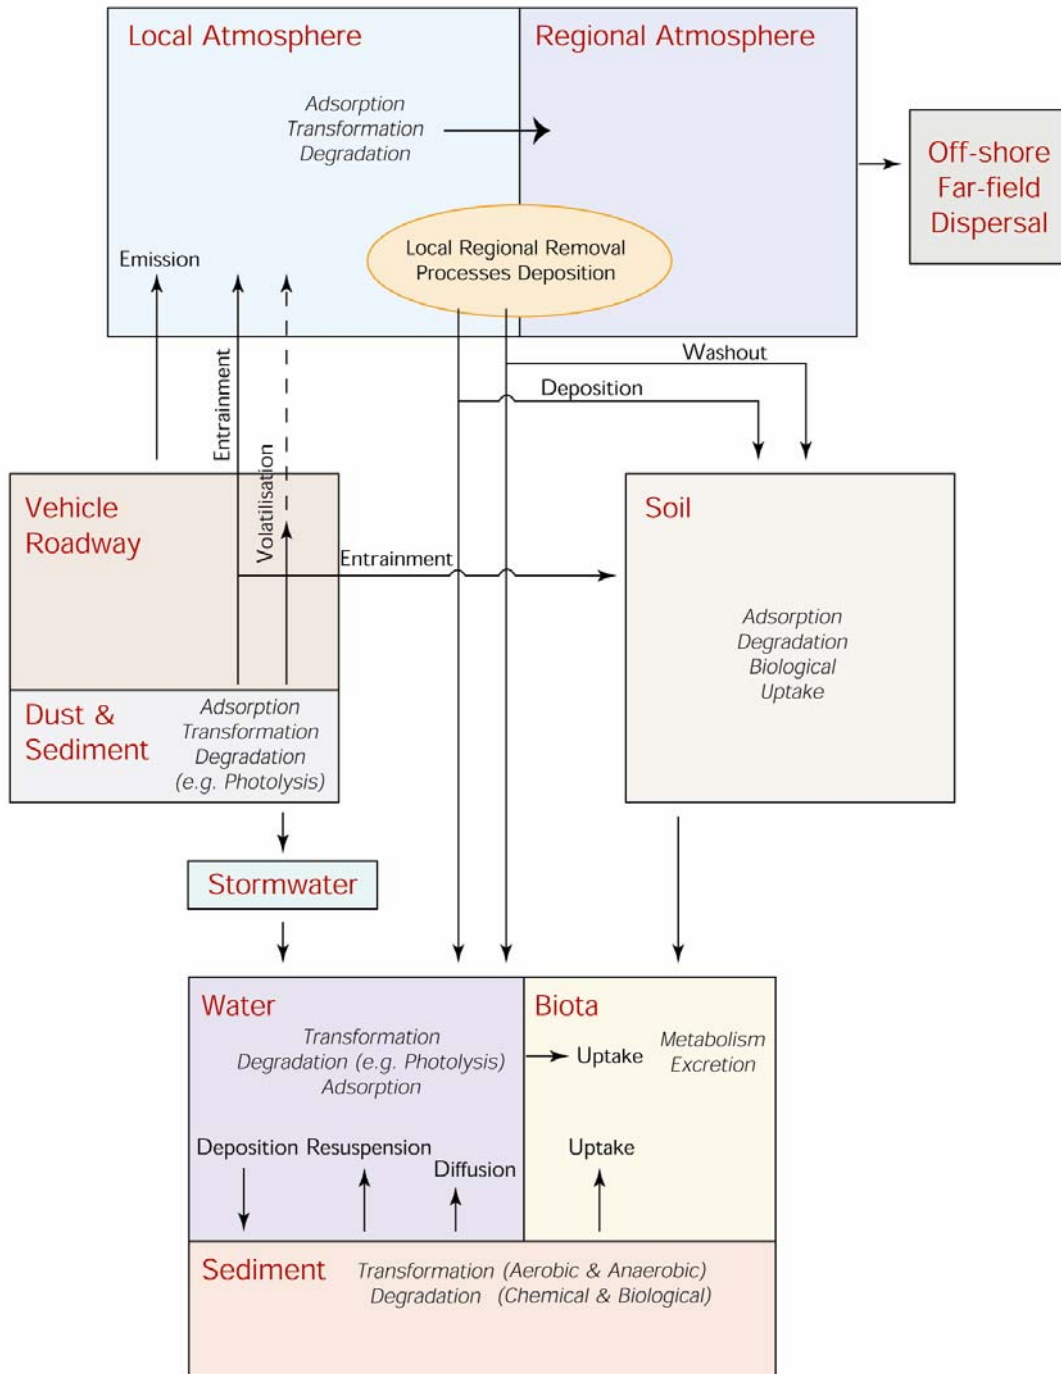 Local Atmosphere
Regional Atmosphere
Adsorption
Transformation
Degradation
Off-shore
Far-field
Dispersal
Local Regional Removal
Processes Deposition
Emission
Washout
Deposition
Entrainment
Volatilisation
Vehicle
Roadway
Entrainment
Soil
Adsorption
Degradation
Biological
Uptake
Dust &
Sediment
Adsorption
Transformation
Degradation
(e.g. Photolysis)
Stormwater
Water
Transformation
Degradation (e.g. Photolysis)
Adsorption
Biota
Uptake
Metabolism
Excretion
Deposition
Resuspension
Diffusion
Uptake
Sediment
Transformation (Aerobic & Anaerobic)
Degradation (Chemical & Biological)